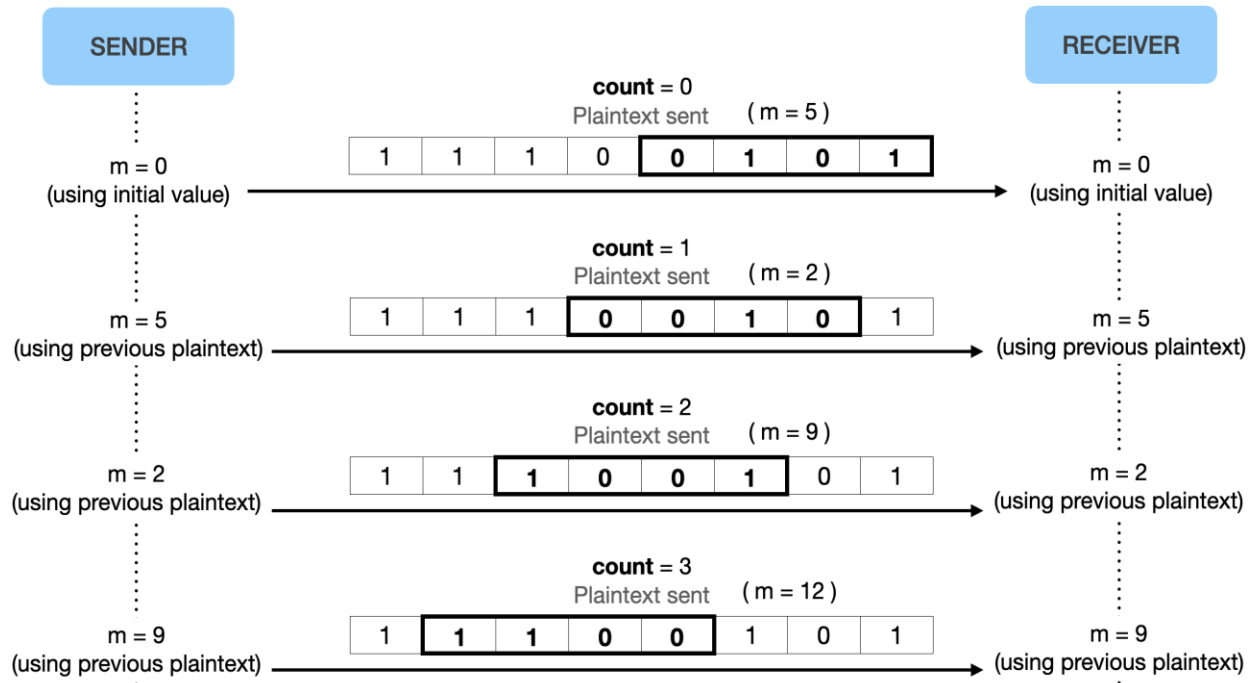 SENDER
RECEIVER
count = 0
Plaintext sent ( m = 5 )
1 1 1 0 0 1 0 1
m = 0
(using initial value)
m = 0
(using initial value)
count = 1
Plaintext sent ( m = 2 )
1 1 1 0 0 1 0 1
m = 5
(using previous plaintext)
m = 5
(using previous plaintext)
count = 2
Plaintext sent ( m = 9 )
1 1 1 0 0 1 0 1
m = 2
(using previous plaintext)
m = 2
(using previous plaintext)
count = 3
Plaintext sent ( m = 12 )
1 1 1 0 0 1 0 1
m = 9
(using previous plaintext)
m = 9
(using previous plaintext)